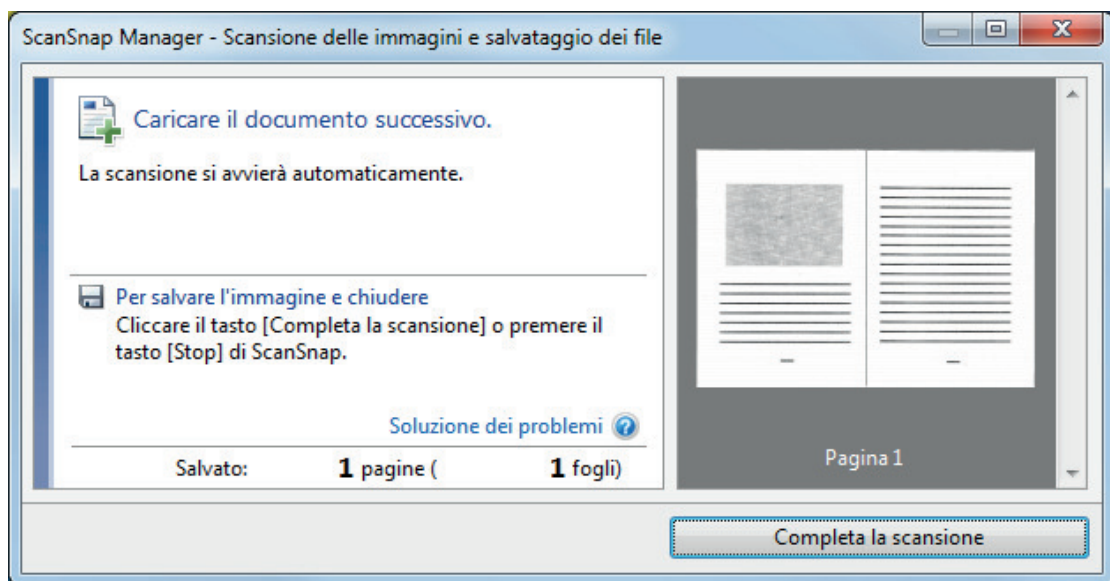 ScanSnap Manager - Scansione delle immagini e salvataggio dei file
Caricare il documento successivo.
La scansione si avvierà automaticamente.
Per salvare l'immagine e chiudere
Cliccare il tasto [Completa la scansione] o premere il
tasto [Stop] di ScanSnap.
Soluzione dei problemi
Salvato: 1 pagine ( 1 fogli)
Pagina 1
Completa la scansione